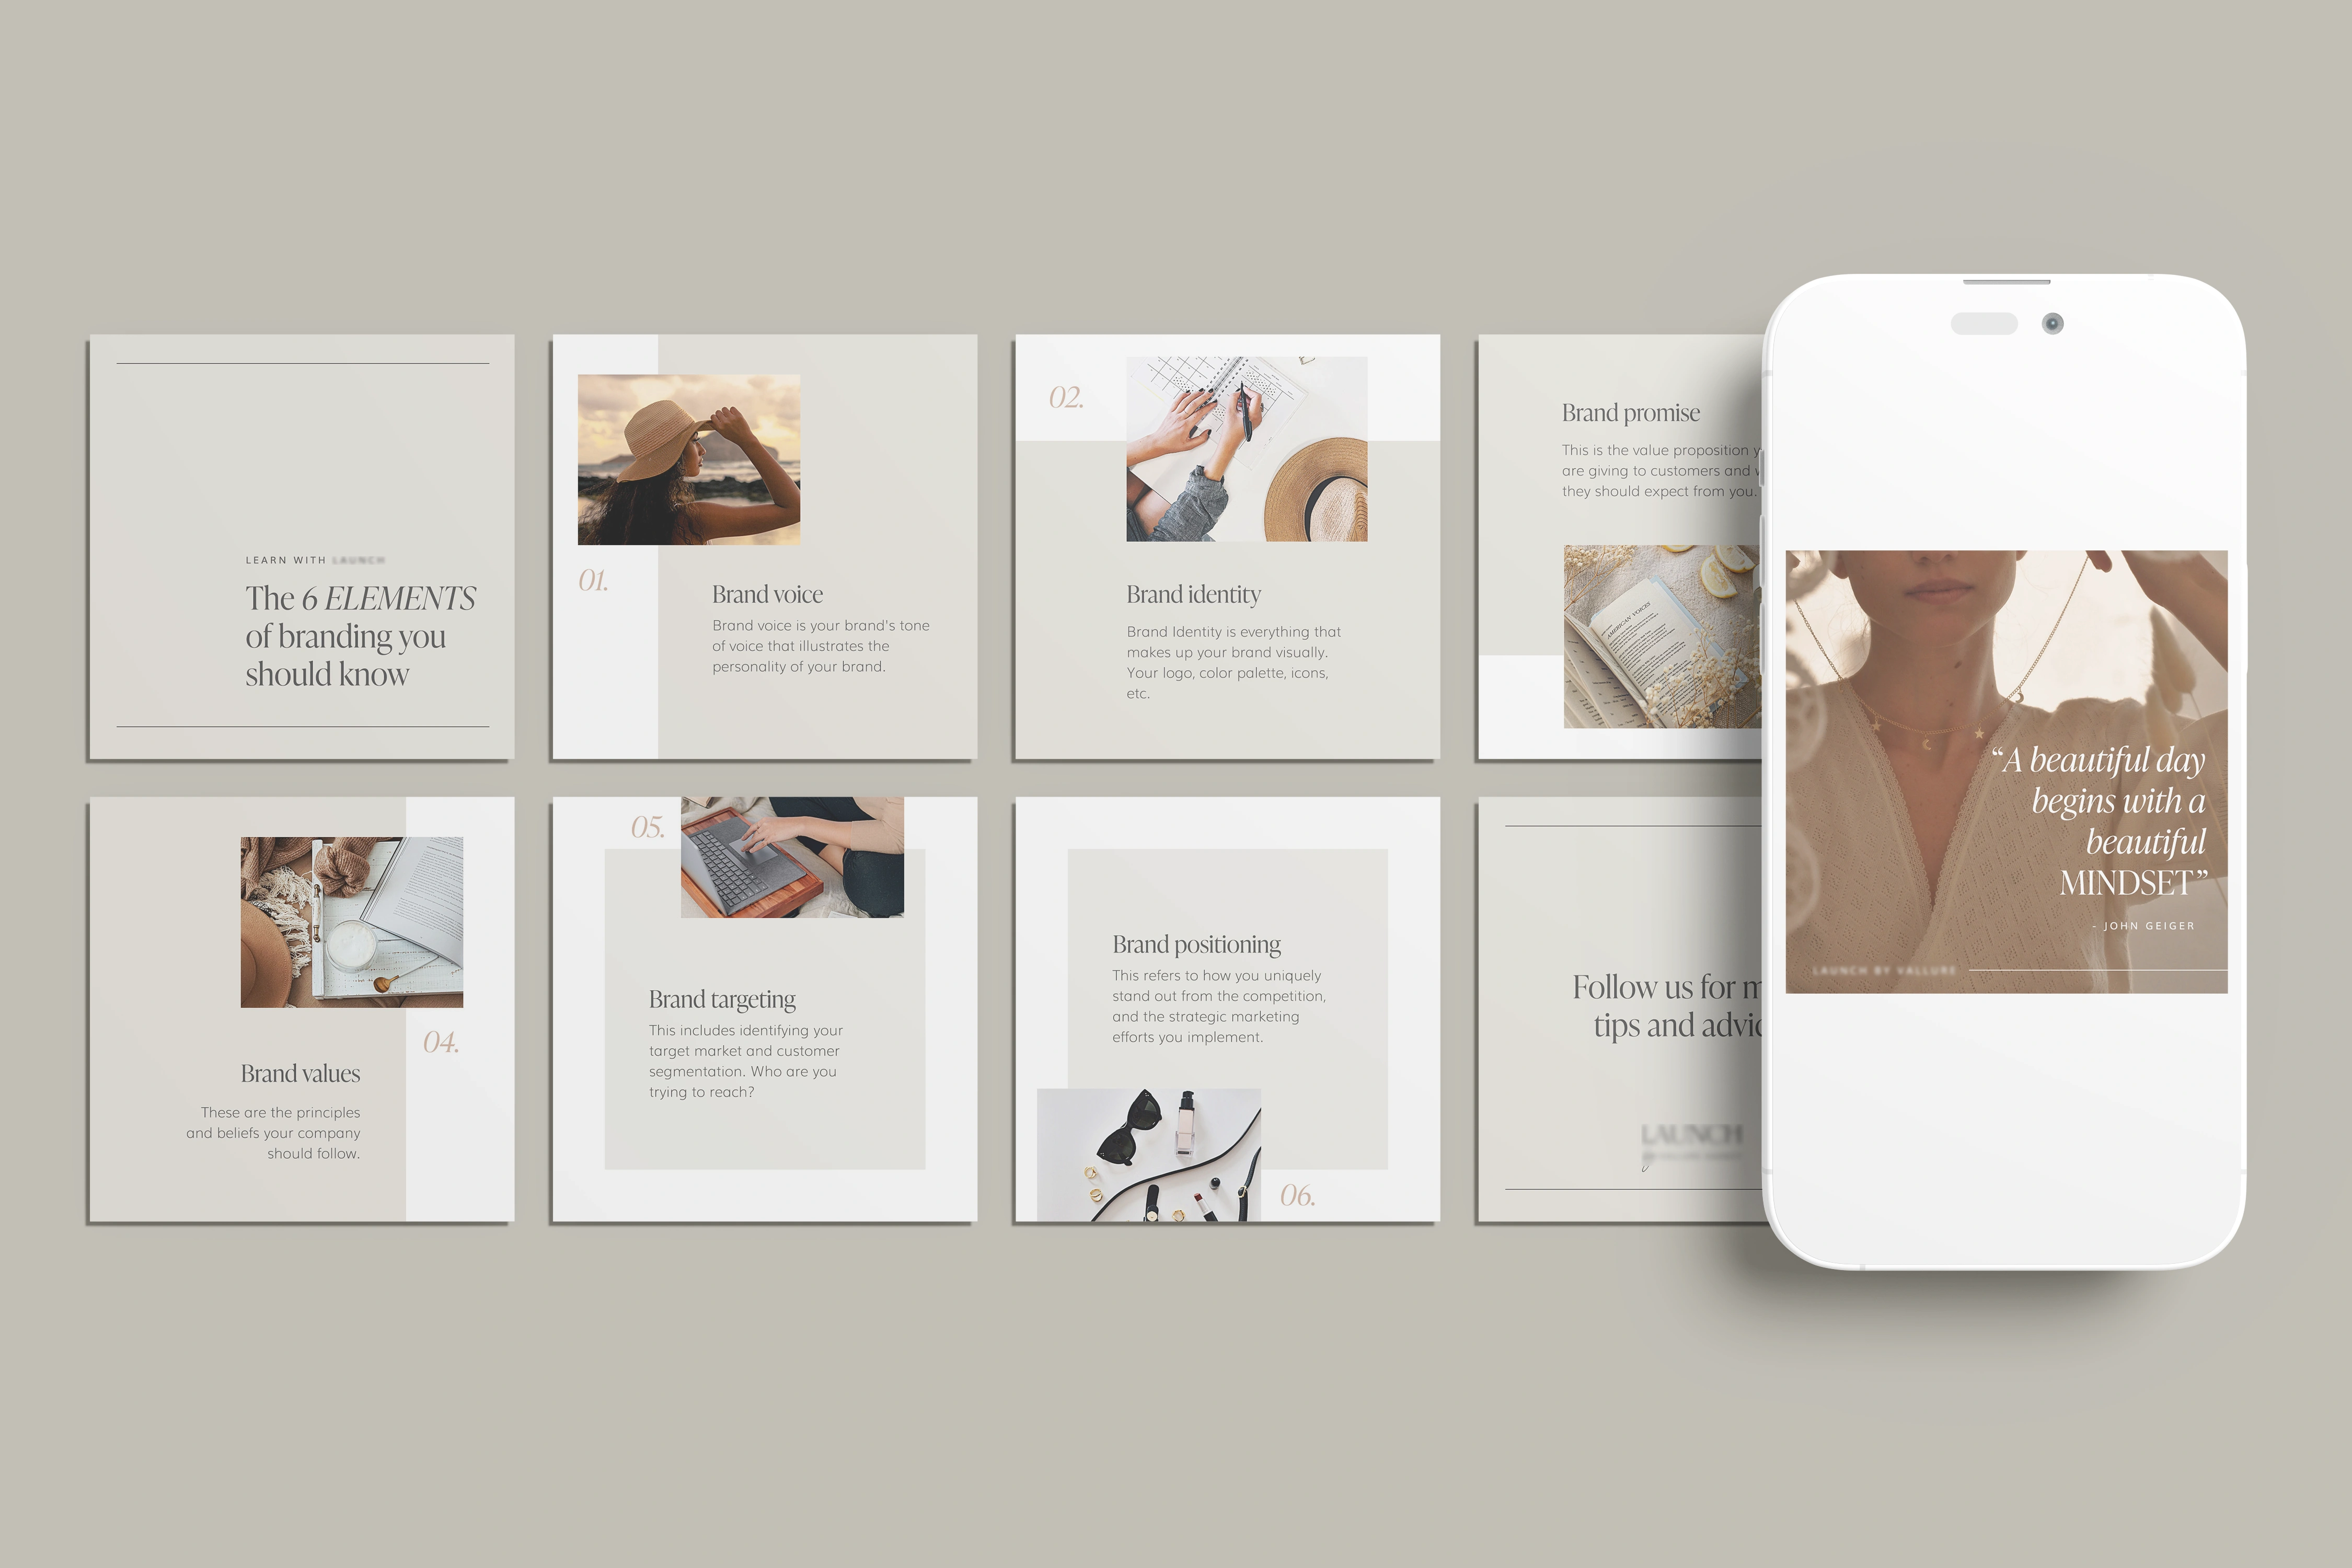 LEARN WITH LAUNCH
The 6 ELEMENTS
of branding you
should know
01.
Brand voice
Brand voice is your brand's tone
of voice that illustrates the
personality of your brand.
02.
Brand identity
Brand Identity is everything that
makes up your brand visually.
Your logo, color palette, icons,
etc.
Brand promise
This is the value proposition
are giving to customers and
they should expect from you.
AMERICAN VOICES
04.
Brand values
These are the principles
and beliefs your company
should follow.
05.
Brand targeting
This includes identifying your
target market and customer
segmentation. Who are you
trying to reach?
Brand positioning
This refers to how you uniquely
stand out from the competition,
and the strategic marketing
efforts you implement.
06.
Follow us for
tips and
LAUNCH
“A beautiful day
begins with a
beautiful
MINDSET”
- JOHN GEIGER
LAUNCH BY VALLURE